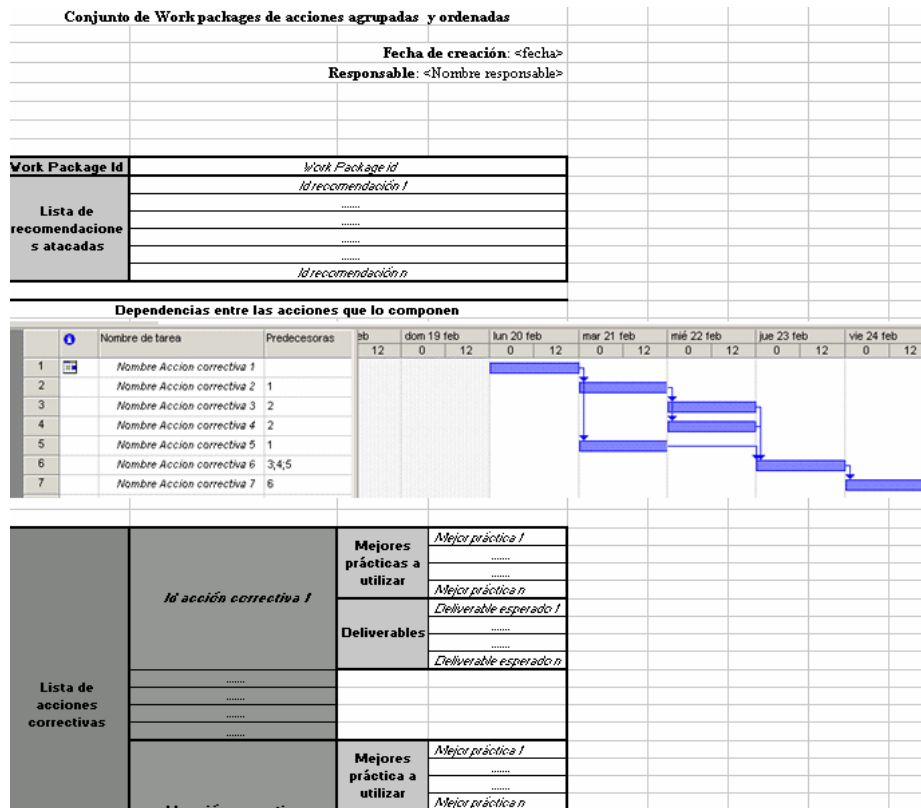 Conjunto de Work packages de acciones agrupadas y ordenadas
Fecha de creación: <fecha>
Responsable: <Nombre responsable>
Work Package Id
Work Package id
Lista de
recomendacione
s atacadas
Id recomendación 1
.......
.......
.......
.......
Id recomendación n
Dependencias entre las acciones que lo componen
Nombre de tarea Predecesoras eb dom 19 feb lun 20 feb mar 21 feb mié 22 feb jue 23 feb vie 24 feb
12 0 12 0 12 0 12 0 12 0 12 0 12
1 Nombre Accion correctiva 1
2 Nombre Accion correctiva 2 1
3 Nombre Accion correctiva 3 2
4 Nombre Accion correctiva 4 2
5 Nombre Accion correctiva 5 1
6 Nombre Accion correctiva 6 3;4;5
7 Nombre Accion correctiva 7 6
Lista de
acciones
correctivas
Id acción correctiva 1
Mejores
prácticas a
utilizar
Mejor práctica 1
.......
.......
Mejor práctica n
Deliverables
Deliverable esperado 1
.......
.......
Deliverable esperado n
.......
.......
.......
.......
Mejores
práctica a
utilizar
Mejor práctica 1
.......
.......
Mejor práctica n